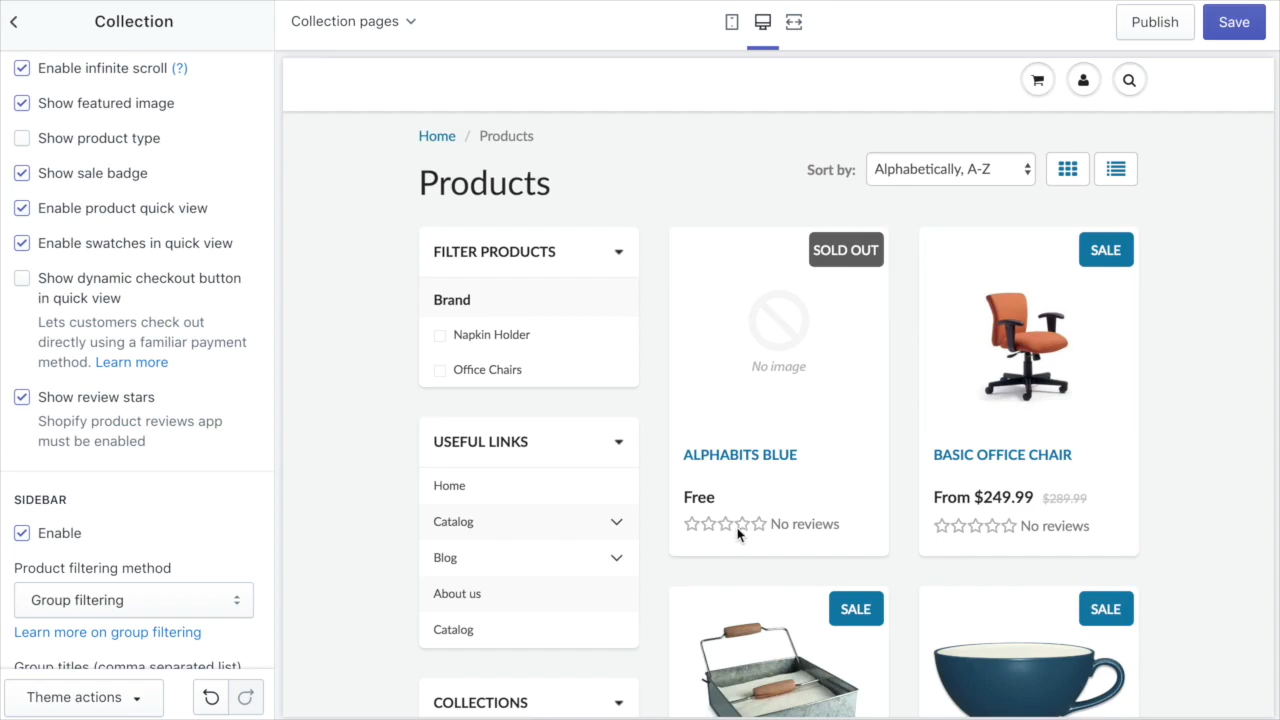 Collection
Collection pages
Publish
Save
Enable infinite scroll (?)
Show featured image
Show product type
Show sale badge
Enable product quick view
Enable swatches in quick view
Show dynamic checkout button
in quick view
Lets customers check out
directly using a familiar payment
method. Learn more
Show review stars
Shopify product reviews app
must be enabled
SIDEBAR
Enable
Product filtering method
Group filtering
Learn more on group filtering
Group titles (comma separated list)
Theme actions
Home / Products
Products
Sort by:
Alphabetically, A-Z
FILTER PRODUCTS
Brand
Napkin Holder
Office Chairs
USEFUL LINKS
Home
Catalog
Blog
About us
Catalog
COLLECTIONS
SOLD OUT
No image
ALPHABITS BLUE
Free
No reviews
SALE
BASIC OFFICE CHAIR
From $249.99 $289.99
No reviews
SALE
SALE